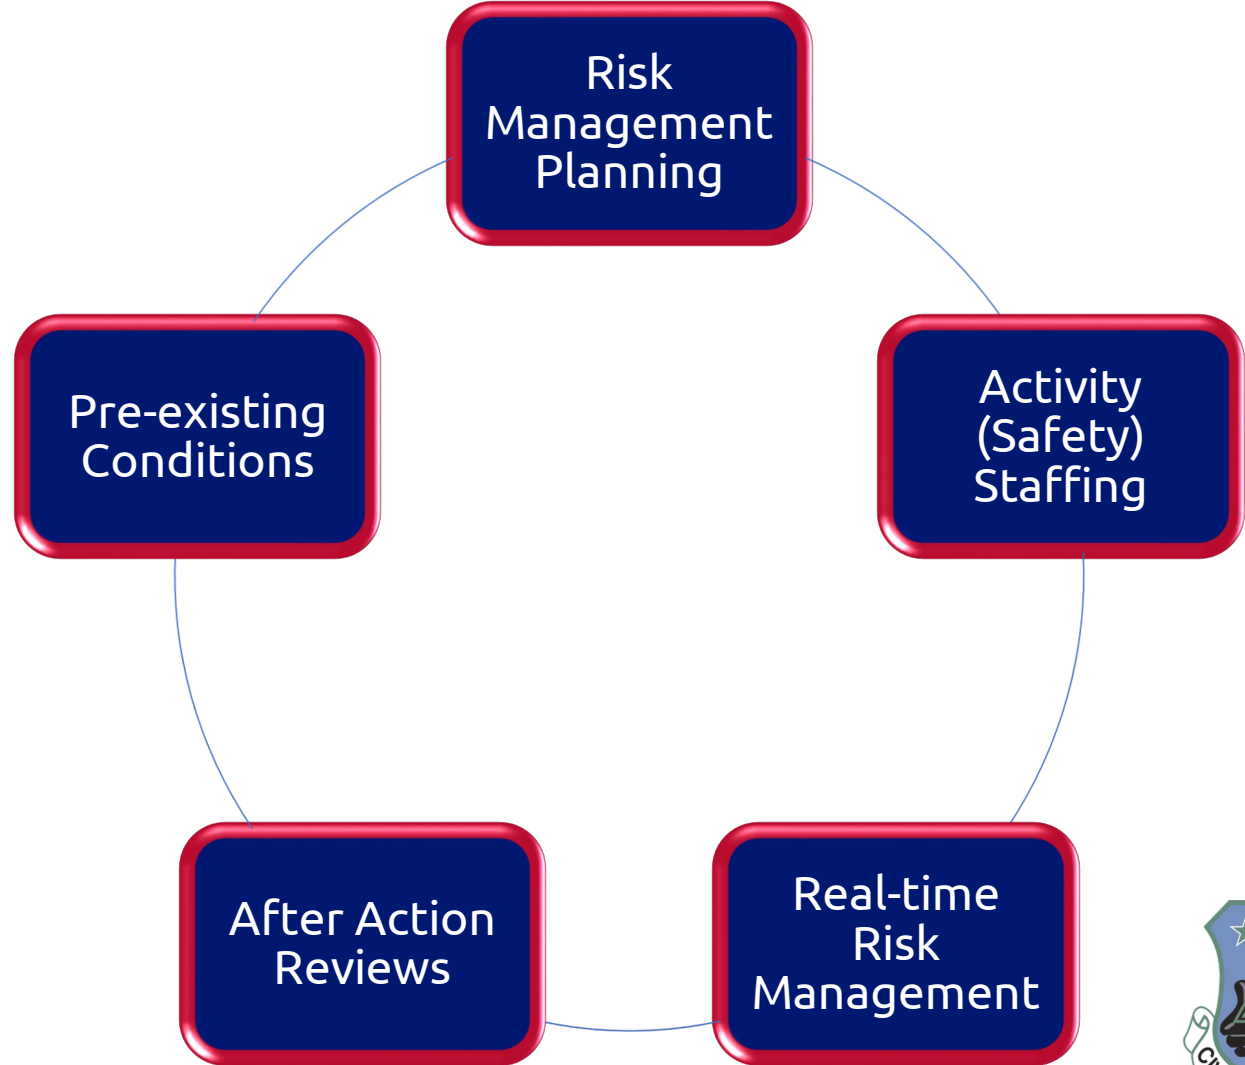 Risk
Management
Planning
Activity
(Safety)
Staffing
Pre-existing
Conditions
After Action
Reviews
Real-time
Risk
Management